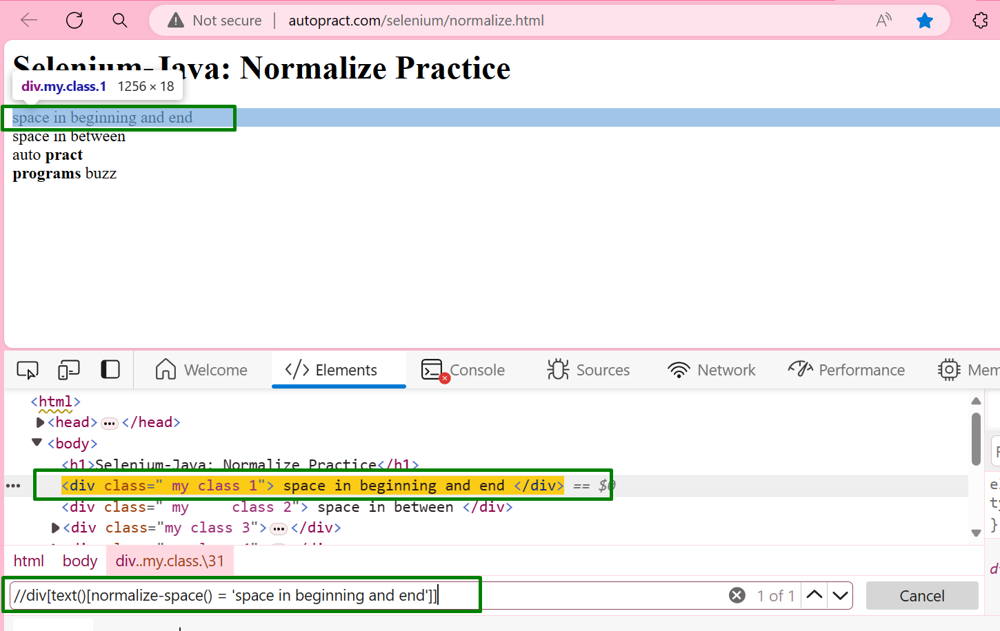 Not secure | autopract.com/selenium/normalize.html
Selenium-Java: Normalize Practice
div.my.class.1 1256 × 18
space in beginning and end
space in between
auto pract
programs buzz
Welcome </> Elements Console Sources Network Performance Mem
<html>
<head> ... </head>
<body>
<h1>Selenium-Java: Normalize Practice</h1>
... <div class=" my class 1"> space in beginning and end </div> == $0
<div class=" my     class 2"> space in between </div>
<div class="my class 3"> ... </div>
html body div..my.class.\31
//div[text()[normalize-space() = 'space in beginning and end']] 1 of 1 Cancel